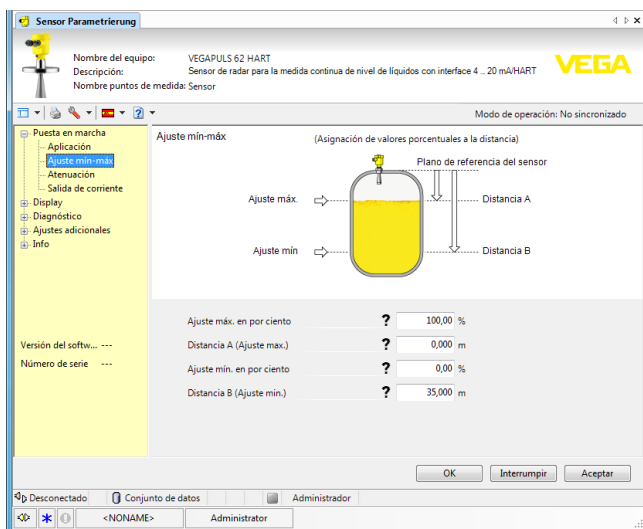 Sensor Parametrierung
Nombre del equipo: VEGAPULS 62 HART
Descripción: Sensor de radar para la medida continua de nivel de líquidos con interface 4 .. 20 mA/HART
Nombre puntos de medida: Sensor
VEGA
Modo de operación: No sincronizado
Puesta en marcha
Aplicación
Ajuste mín-máx
Atenuación
Salida de corriente
Display
Diagnóstico
Ajustes adicionales
Info
Versión del softw... ---
Número de serie ---
Ajuste mín-máx (Asignación de valores porcentuales a la distancia)
Plano de referencia del sensor
Ajuste máx. Distancia A
Ajuste mín Distancia B
Ajuste máx. en por ciento ? 100,00 %
Distancia A (Ajuste max.) ? 0,000 m
Ajuste mín. en por ciento ? 0,00 %
Distancia B (Ajuste min.) ? 35,000 m
OK Interrumpir Aceptar
Desconectado Conjunto de datos Administrador
<NONAME> Administrator